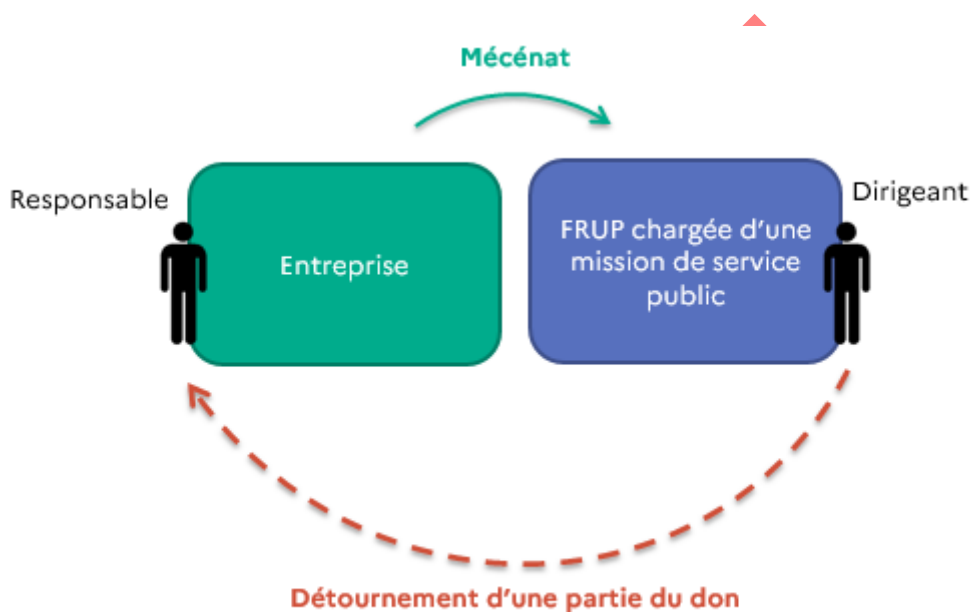 Mécénat
Responsable
Dirigeant
Entreprise
FRUP chargée d'une
mission de service
public
Détournement d'une partie du don